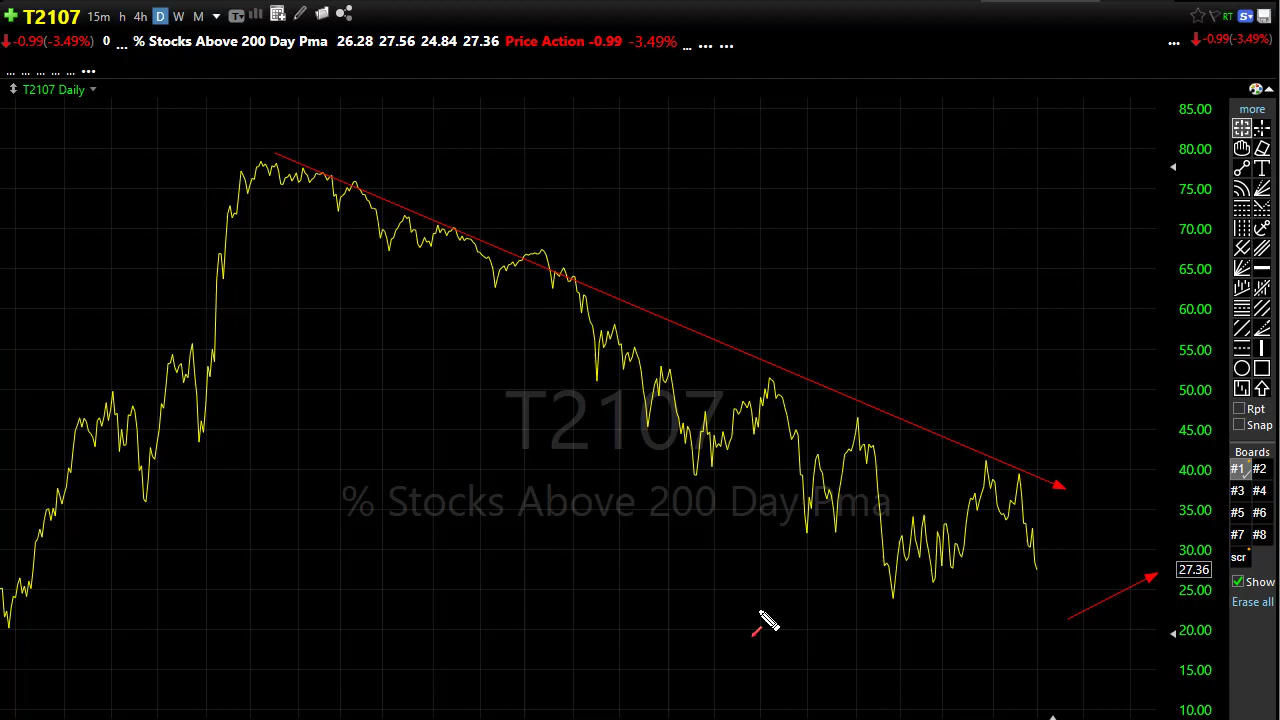 T2107 15m h 4h D W M T RT S
-0.99(-3.49%) 0 ... % Stocks Above 200 Day Pma 26.28 27.56 24.84 27.36 Price Action -0.99 -3.49% ... ... ... ... -0.99(-3.49%)
... ... ... ... ... ...
T2107 Daily
more
85.00
80.00
75.00
70.00
65.00
60.00
55.00
50.00
45.00
40.00
35.00
30.00
27.36
25.00
20.00
15.00
10.00
T2107
% Stocks Above 200 Day Pma
T
Rpt
Snap
Boards
#1 #2
#3 #4
#5 #6
#7 #8
scr
Show
Erase all